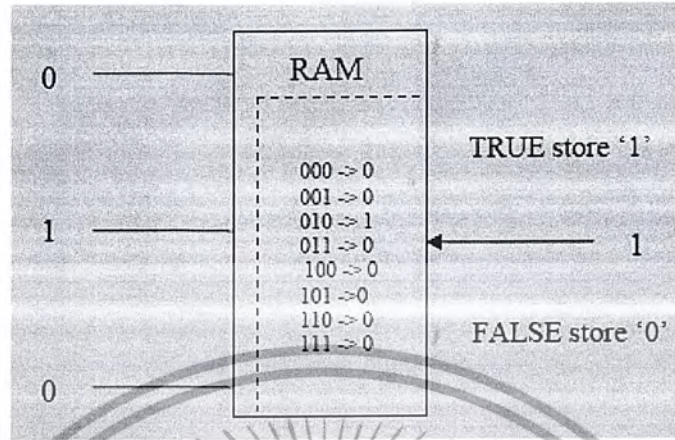 0
RAM
TRUE store ‘1’
000 -> 0
001 -> 0
010 -> 1
1
011 -> 0
1
100 -> 0
101 ->0
110 -> 0
FALSE store ‘0’
111 -> 0
0